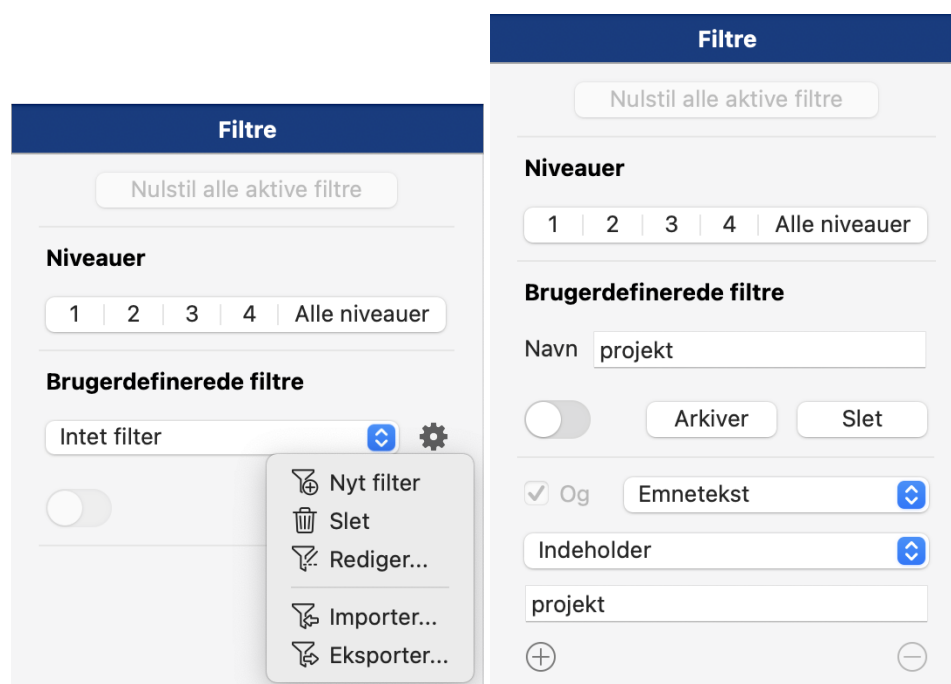 Filtre
Nulstil alle aktive filtre
Niveauer
1 2 3 4 Alle niveauer
Brugerdefinerede filtre
Intet filter
Nyt filter
Slet
Rediger...
Importer...
Eksporter...
Filtre
Nulstil alle aktive filtre
Niveauer
1 2 3 4 Alle niveauer
Brugerdefinerede filtre
Navn projekt
Arkiver Slet
Og Emnetekst
Indeholder
projekt